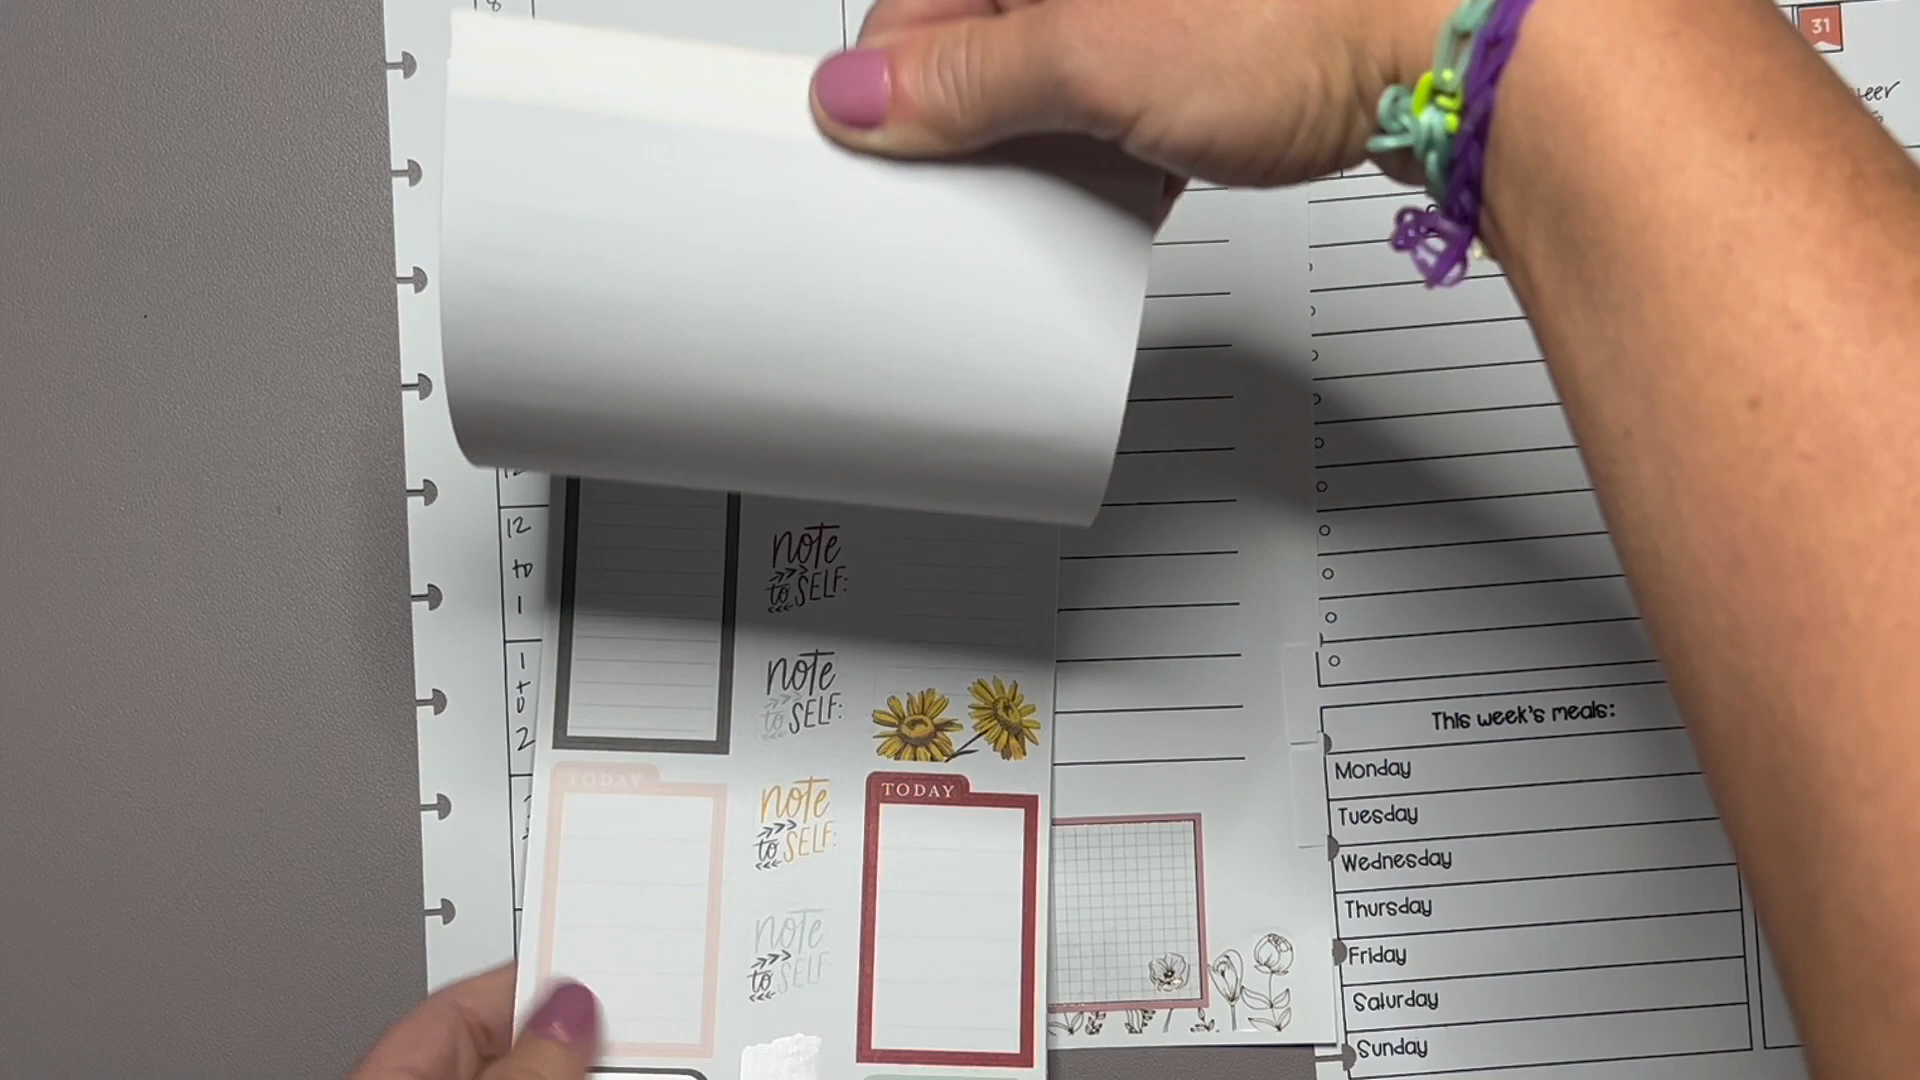 8
31
12
to
1
1
to
2
note
to SELF:
note
to SELF:
note
to SELF:
note
to SELF
TODAY
TODAY
This week's meals:
Monday
Tuesday
Wednesday
Thursday
Friday
Saturday
Sunday